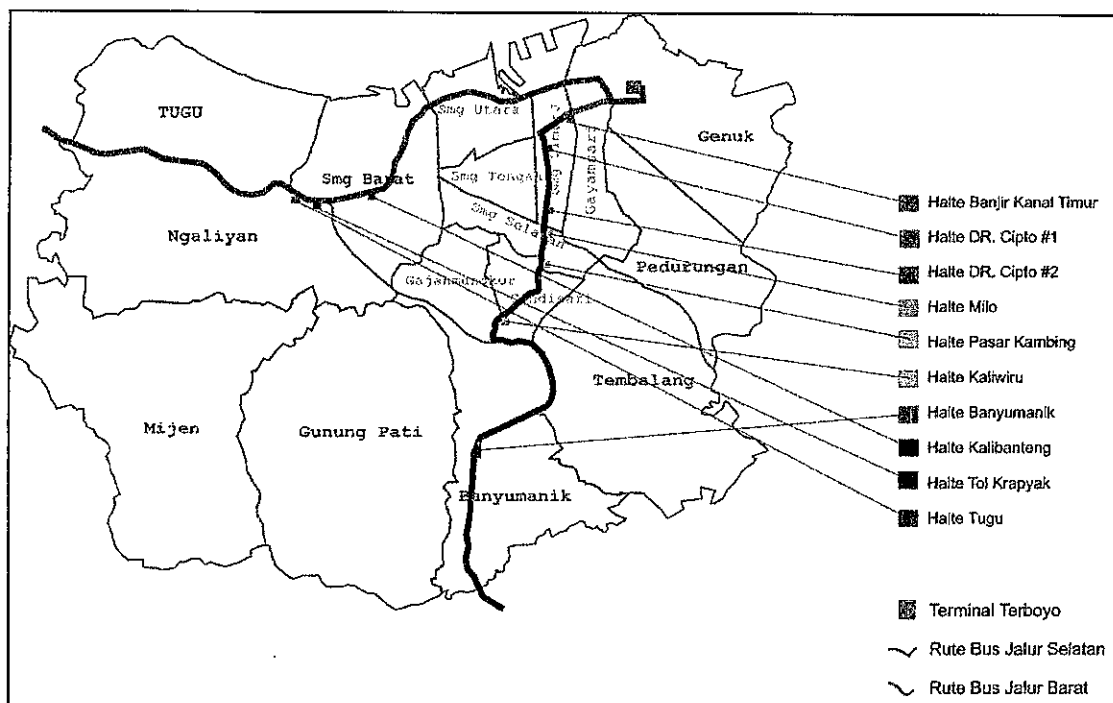 TUGU
Smg Utara
Genuk
Smg Barat
Smg Tengah
Smg Timur
Gayamsari
Ngaliyan
Smg Selatan
Pedurungan
Gajahmungkur
Candisari
Tembalang
Mijen
Gunung Pati
Banyumanik
Halte Banjir Kanal Timur
Halte DR. Cipto #1
Halte DR. Cipto #2
Halte Milo
Halte Pasar Kambing
Halte Kaliwiru
Halte Banyumanik
Halte Kalibanteng
Halte Tol Krapyak
Halte Tugu
Terminal Terboyo
Rute Bus Jalur Selatan
Rute Bus Jalur Barat